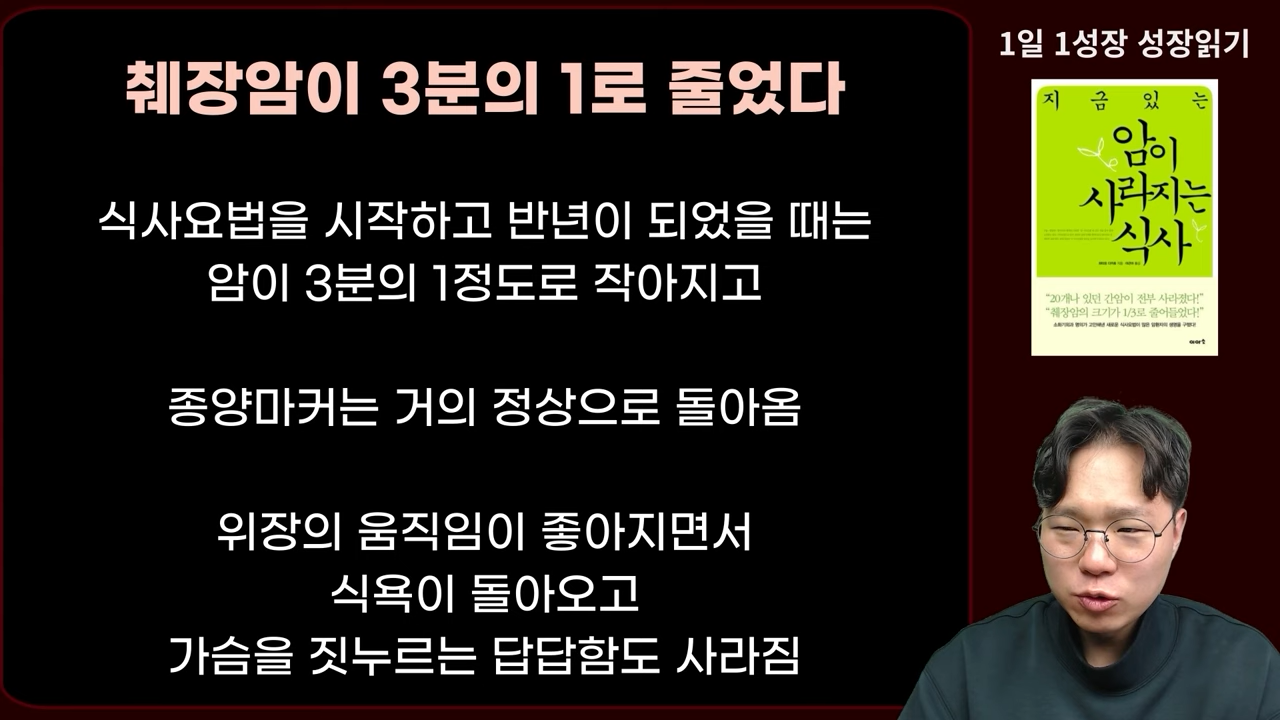 췌장암이 3분의 1로 줄었다
식사요법을 시작하고 반년이 되었을 때는
암이 3분의 1정도로 작아지고
종양마커는 거의 정상으로 돌아옴
위장의 움직임이 좋아지면서
식욕이 돌아오고
가슴을 짓누르는 답답함도 사라짐
1일 1성장 성장읽기
지금 있는
암이
사라지는
식사
"20개나 있던 간암이 전부 사라졌다!"
"췌장암의 크기가 1/3로 줄어들었다!"